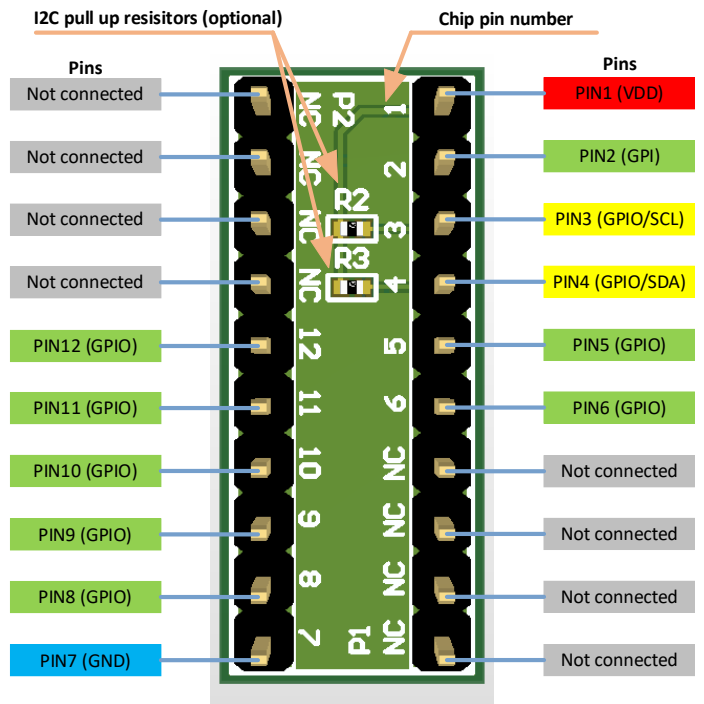 I2C pull up resisitors (optional)
Chip pin number
Pins
Pins
Not connected
NC
P2
1
PIN1 (VDD)
Not connected
NC
2
PIN2 (GPI)
R2
Not connected
NC
3
PIN3 (GPIO/SCL)
R3
Not connected
NC
4
PIN4 (GPIO/SDA)
PIN12 (GPIO)
12
5
PIN5 (GPIO)
PIN11 (GPIO)
11
6
PIN6 (GPIO)
PIN10 (GPIO)
10
NC
Not connected
PIN9 (GPIO)
9
NC
Not connected
PIN8 (GPIO)
8
NC
Not connected
PIN7 (GND)
7
P1
NC
Not connected